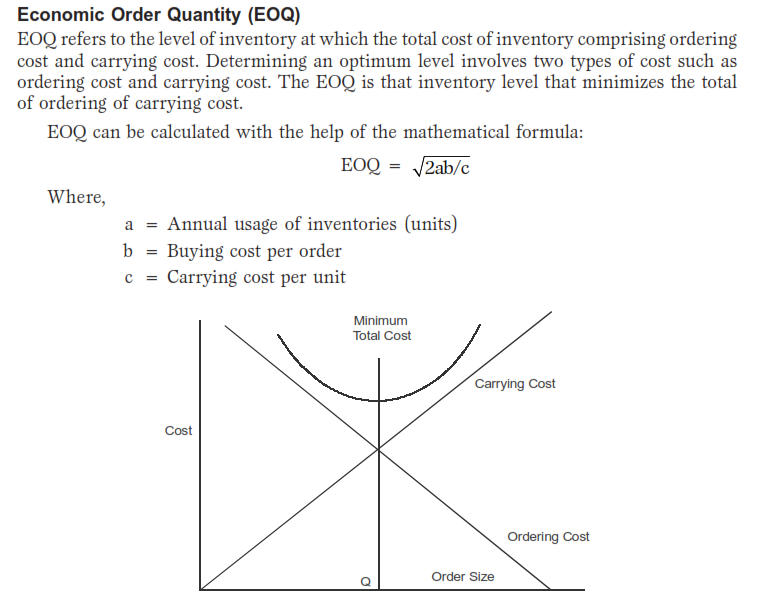 Economic Order Quantity (EOQ)
EOQ refers to the level of inventory at which the total cost of inventory comprising ordering
cost and carrying cost. Determining an optimum level involves two types of cost such as
ordering cost and carrying cost. The EOQ is that inventory level that minimizes the total
of ordering of carrying cost.
EOQ can be calculated with the help of the mathematical formula:
EOQ = √2ab/c
Where,
a = Annual usage of inventories (units)
b = Buying cost per order
c = Carrying cost per unit
Minimum
Total Cost
Carrying Cost
Cost
Ordering Cost
Q
Order Size